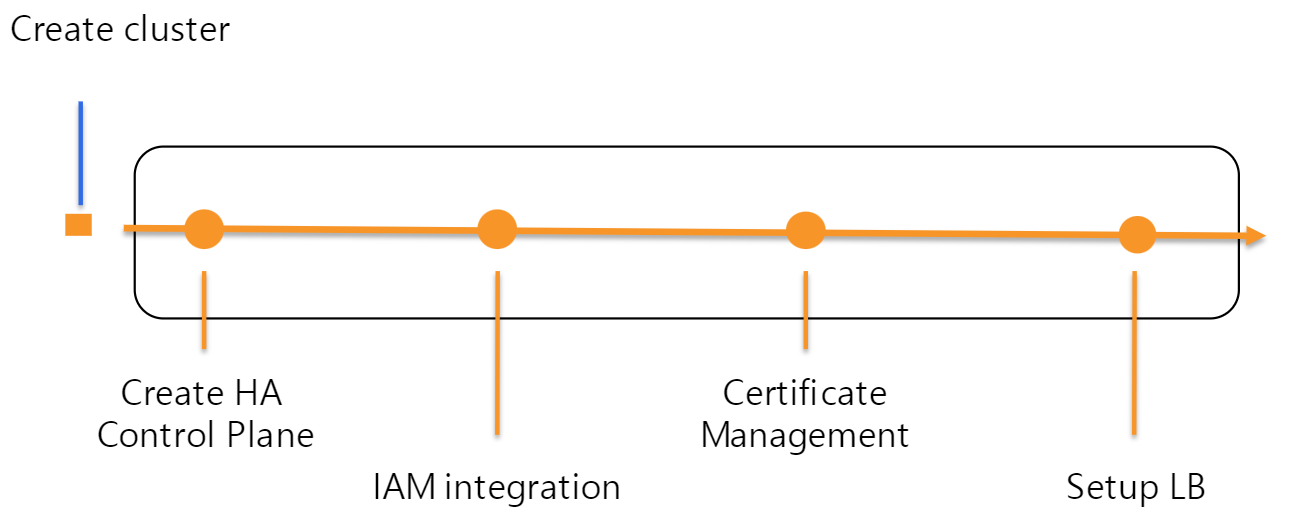 Create cluster
Create HA
Control Plane
IAM integration
Certificate
Management
Setup LB